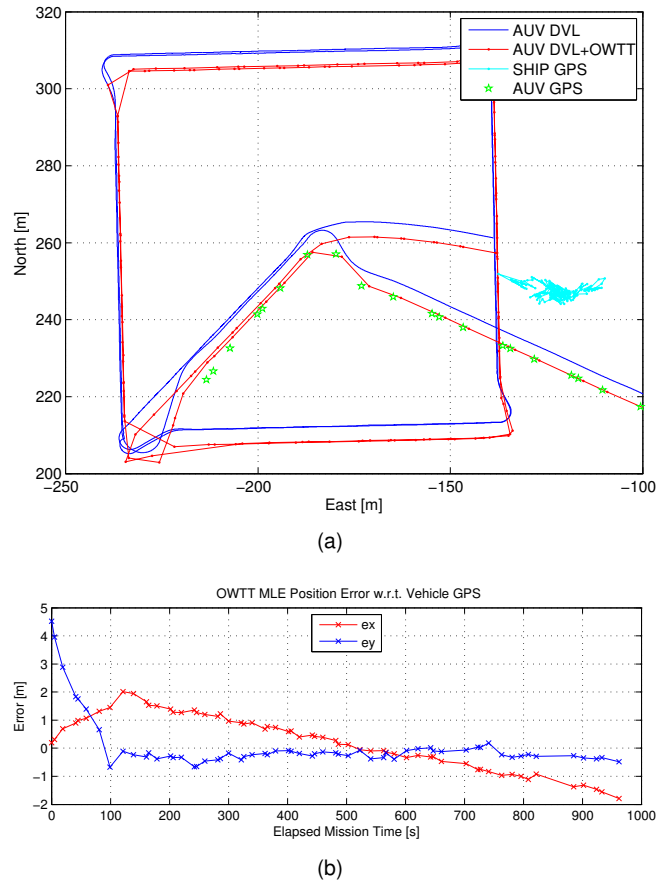 AUV DVL
AUV DVL+OWTT
SHIP GPS
AUV GPS
320
300
280
260
240
220
200
North [m]
−250 −200 −150 −100
East [m]
(a)
OWTT MLE Position Error w.r.t. Vehicle GPS
ex
ey
5
4
3
2
1
0
−1
−2
Error [m]
0 100 200 300 400 500 600 700 800 900 1000
Elapsed Mission Time [s]
(b)